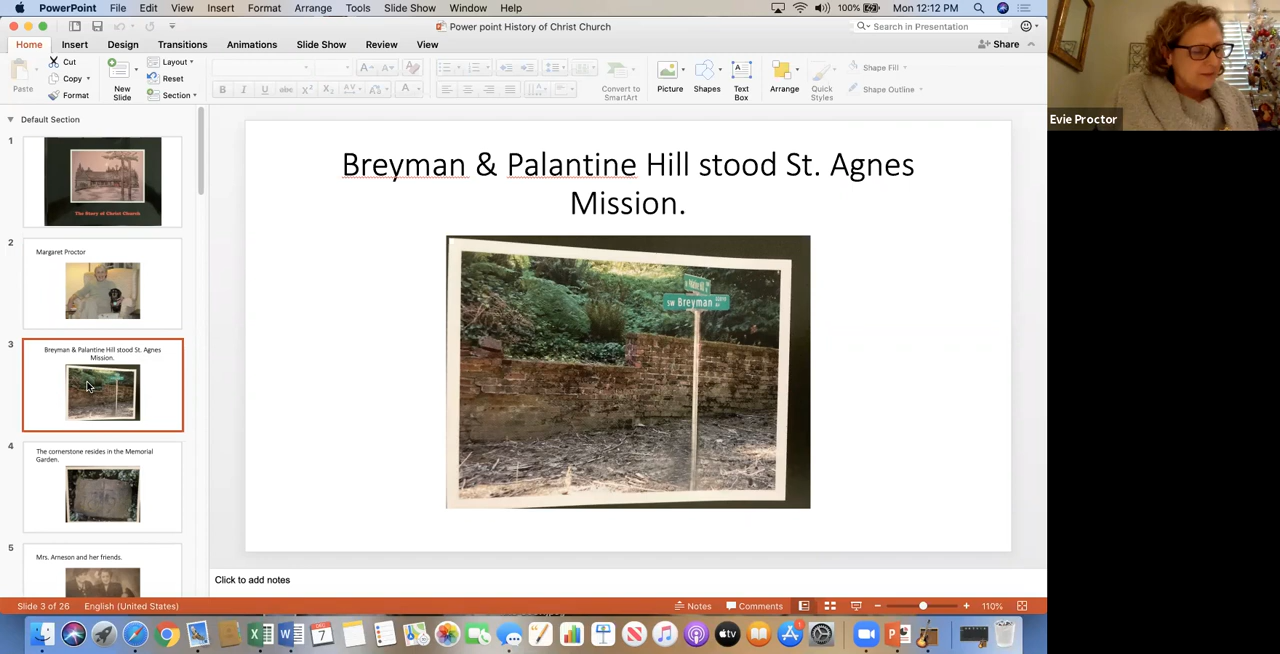 PowerPoint File Edit View Insert Format Arrange Tools Slide Show Window Help 100% Mon 12:12 PM
Power point History of Christ Church Search in Presentation
Home Insert Design Transitions Animations Slide Show Review View Share
Paste Cut Copy Format New Slide Layout Reset Section Convert to SmartArt Picture Shapes Text Box Arrange Quick Styles Shape Fill Shape Outline
Default Section
1
The Story of Christ Church
2
Margaret Proctor
3
Breyman & Palantine Hill stood St. Agnes
Mission.
4
The cornerstone resides in the Memorial
Garden.
5
Mrs. Arneson and her friends.
Breyman & Palantine Hill stood St. Agnes
Mission.
SW Breyman
Click to add notes
Slide 3 of 26 English (United States) Notes Comments 110%
DEC
7
tv
1
Evie Proctor